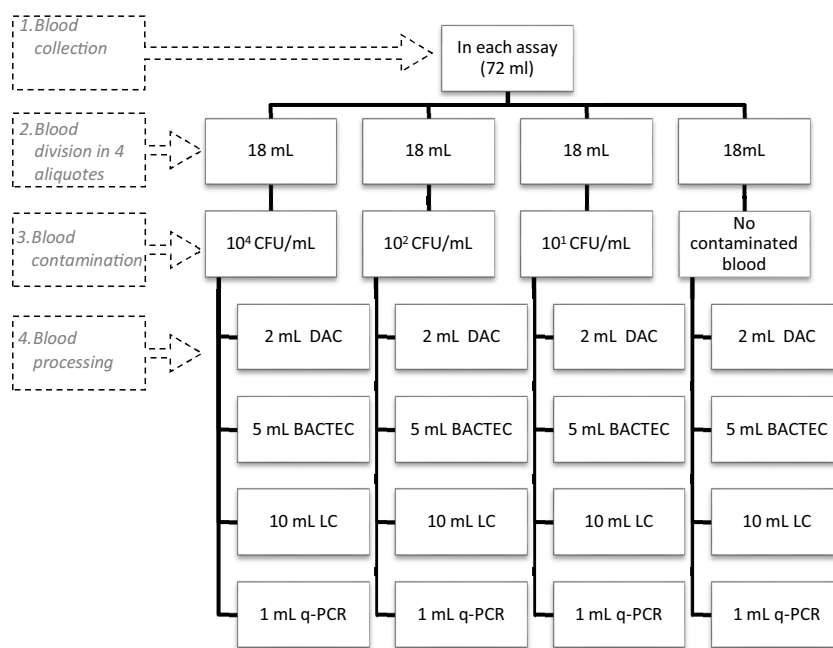 1.Blood
collection
In each assay
(72 ml)
2.Blood
division in 4
aliquotes
18 mL
18 mL
18 mL
18mL
3.Blood
contamination
10⁴ CFU/mL
10² CFU/mL
10¹ CFU/mL
No
contaminated
blood
4.Blood
processing
2 mL DAC
2 mL DAC
2 mL DAC
2 mL DAC
5 mL BACTEC
5 mL BACTEC
5 mL BACTEC
5 mL BACTEC
10 mL LC
10 mL LC
10 mL LC
10 mL LC
1 mL q-PCR
1 mL q-PCR
1 mL q-PCR
1 mL q-PCR